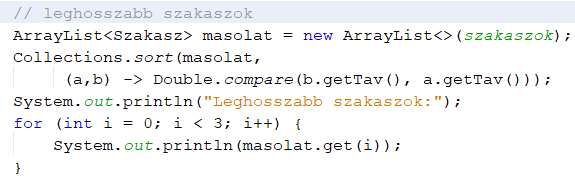 // leghosszabb szakaszok
ArrayList<Szakasz> masolat = new ArrayList<>(szakaszok);
Collections.sort(masolat,
(a,b) -> Double.compare(b.getTav(), a.getTav()));
System.out.println("Leghosszabb szakaszok:");
for (int i = 0; i < 3; i++) {
System.out.println(masolat.get(i));
}